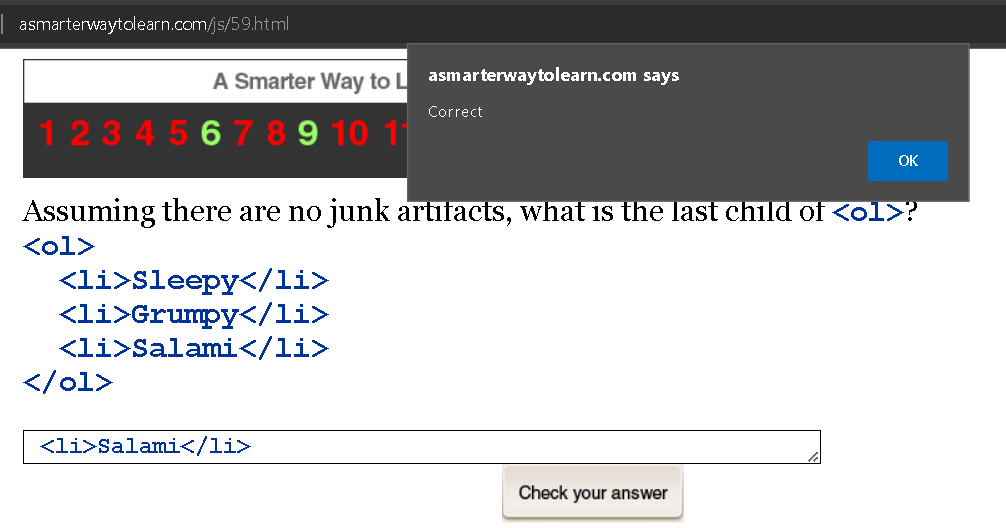 asmarterwaytolearn.com/js/59.html
A Smarter Way to L
asmarterwaytolearn.com says
Correct
OK
1 2 3 4 5 6 7 8 9 10 11
Assuming there are no junk artifacts, what is the last child of <ol>?
<ol>
<li>Sleepy</li>
<li>Grumpy</li>
<li>Salami</li>
</ol>
<li>Salami</li>
Check your answer